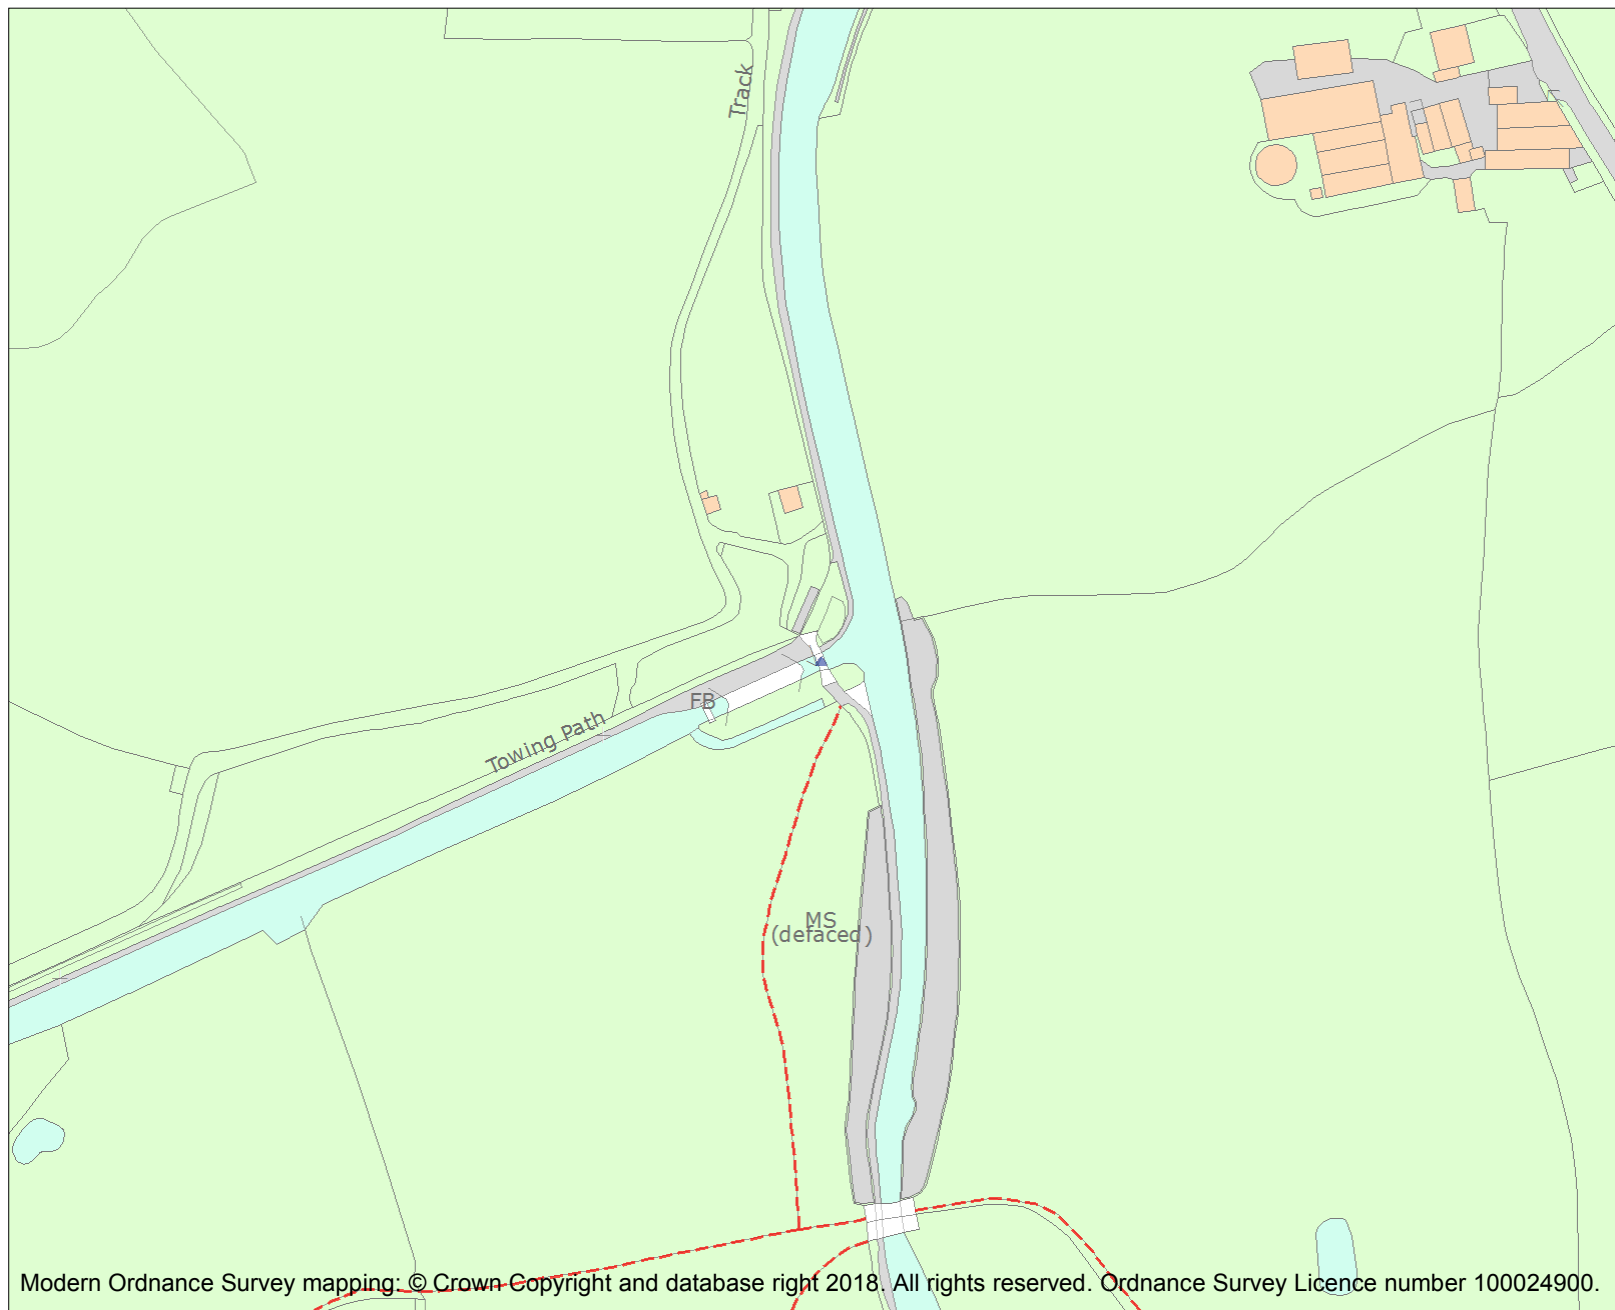 Track
FB
Towing Path
MS
(defaced)
Modern Ordnance Survey mapping: © Crown Copyright and database right 2018. All rights reserved. Ordnance Survey Licence number 100024900.